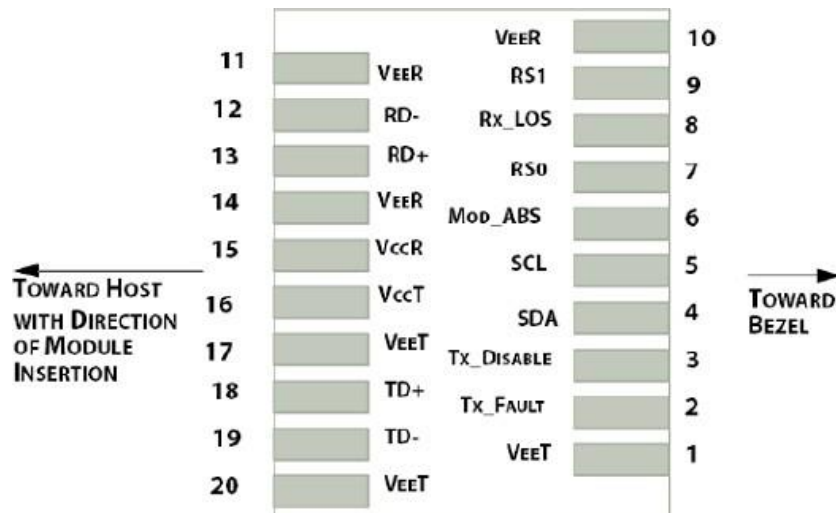 VEER 10
11 VEER
RS1 9
12 RD-
Rx_LOS 8
13 RD+
RS0 7
14 VEER
MOD_ABS 6
15 VccR
SCL 5
TOWARD HOST
WITH DIRECTION
OF MODULE
INSERTION
TOWARD
BEZEL
16 VccT
SDA 4
17 VEET
TX_DISABLE 3
18 TD+
TX_FAULT 2
19 TD-
VEET 1
20 VEET